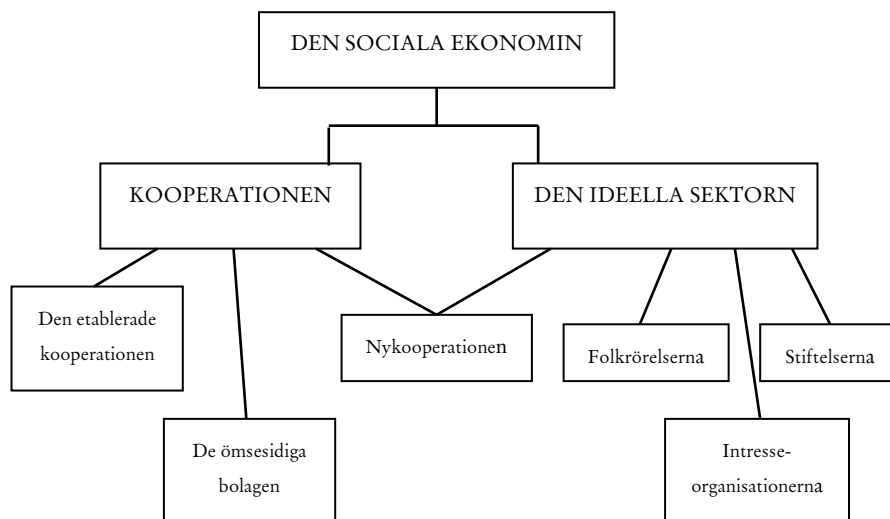 DEN SOCIALA EKONOMIN
KOOPERATIONEN
DEN IDEELLA SEKTORN
Den etablerade
kooperationen
Nykooperationen
Folkrörelserna
Stiftelserna
De ömsesidiga
bolagen
Intresse-
organisationerna